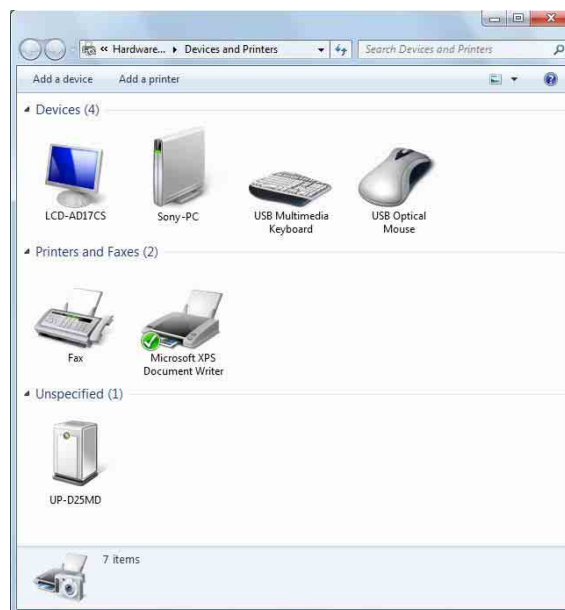 « Hardware... ▸ Devices and Printers
Search Devices and Printers
Add a device Add a printer
Devices (4)
LCD-AD17CS Sony-PC USB Multimedia Keyboard USB Optical Mouse
Printers and Faxes (2)
Fax Microsoft XPS Document Writer
Unspecified (1)
UP-D25MD
7 items